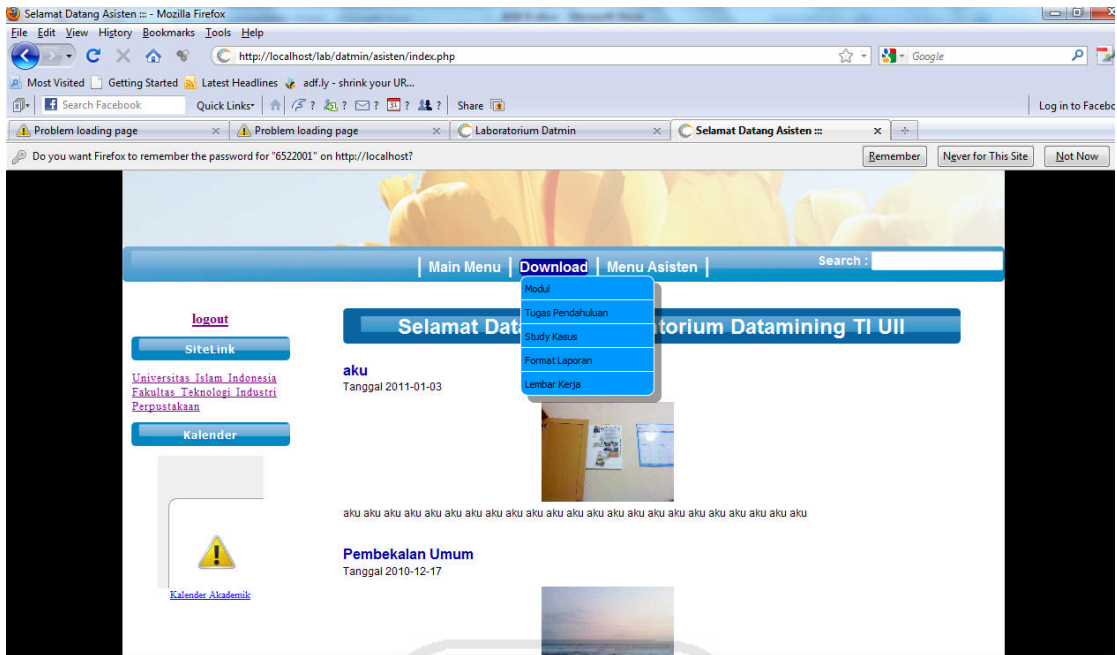 Selamat Datang Asisten ::: - Mozilla Firefox
File Edit View History Bookmarks Tools Help
http://localhost/lab/datmin/asisten/index.php
Google
Most Visited Getting Started Latest Headlines adf.ly - shrink your UR...
Search Facebook Quick Links ? ? ? ? ? Share Log in to Facebo
Problem loading page Problem loading page Laboratorium Datmin Selamat Datang Asisten :::
Do you want Firefox to remember the password for "6522001" on http://localhost? Remember Never for This Site Not Now
Main Menu Download Menu Asisten Search :
Modul
Tugas Pendahuluan
Study Kasus
Format Laporan
Lembar Kerja
logout
SiteLink
Universitas Islam Indonesia
Fakultas Teknologi Industri
Perpustakaan
Kalender
Kalender Akademik
Selamat Dat torium Datamining TI UII
aku
Tanggal 2011-01-03
aku aku aku aku aku aku aku aku aku aku aku aku aku aku aku aku aku aku aku aku aku aku aku
Pembekalan Umum
Tanggal 2010-12-17